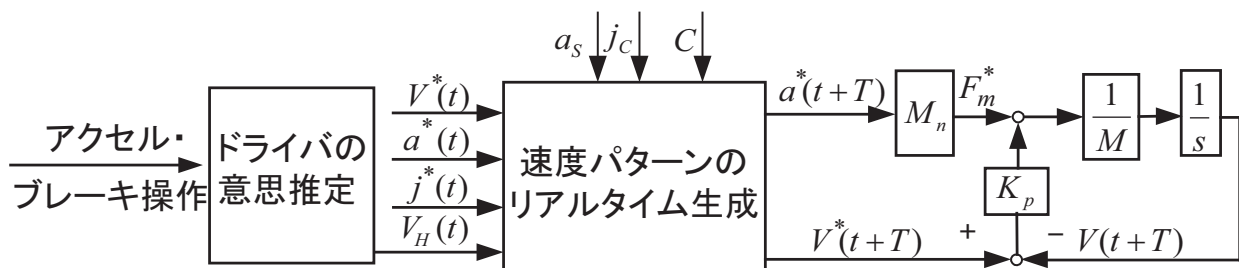 アクセル・
ブレーキ操作
ドライバの
意思推定
V*(t)
a*(t)
j*(t)
V_H(t)
a_S
j_C
C
速度パターンの
リアルタイム生成
a*(t+T)
M_n
F_m^*
1
M
1
s
K_p
V*(t+T)
+
−
V(t+T)